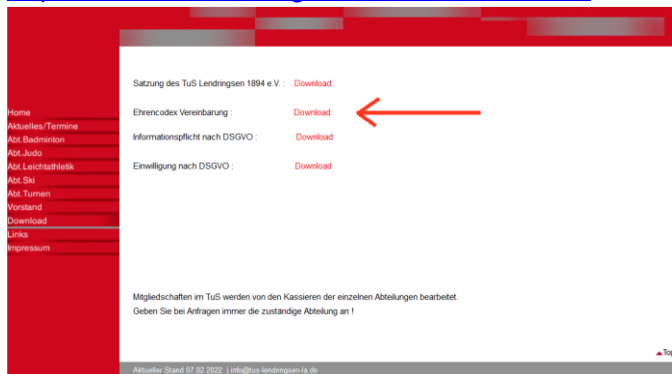 Satzung des TuS Lendringsen 1894 e.V. : Download
Ehrencodex Vereinbarung : Download
Informationspflicht nach DSGVO : Download
Einwilligung nach DSGVO : Download
Home
Aktuelles/Termine
Abt.Badminton
Abt.Judo
Abt.Leichtathletik
Abt.Ski
Abt.Turnen
Vorstand
Download
Links
Impressum
Mitgliedschaften im TuS werden von den Kassieren der einzelnen Abteilungen bearbeitet.
Geben Sie bei Anfragen immer die zuständige Abteilung an !
Top
Aktueller Stand 07.02.2022 | info@tus-lendringsen-la.de